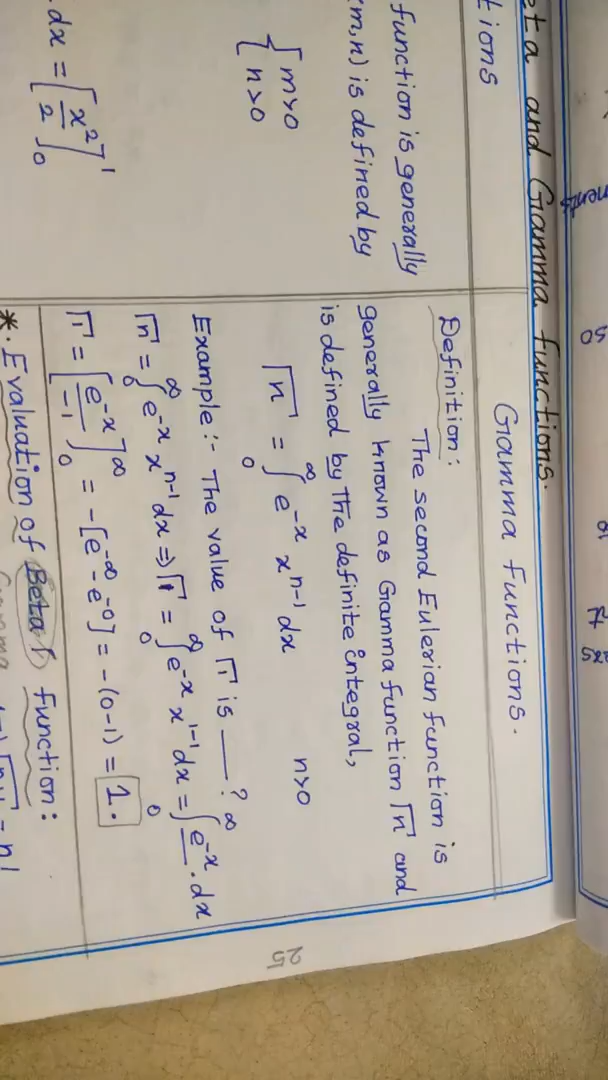 eta and Gamma functions.
tions
function is generally
(m,n) is defined by
{ m>0
n>0
dx = [x²/2]₀¹
Gamma functions.
Definition:
The second Eulerian function is
generally known as Gamma function Γn and
is defined by the definite integral,
Γn = ∫₀^∞ e^-x x^n-1 dx n>0
Example:- The value of Γ1 is __?
Γn = ∫₀^∞ e^-x x^n-1 dx ⇒ Γ1 = ∫₀^∞ e^-x x^1-1 dx = ∫₀^∞ e^-x . dx
Γ1 = [e^-x/-1]₀^∞ = -[e^-∞ - e^-0] = -(0-1) = 1.
*. Evaluation of Beta function:
25
50